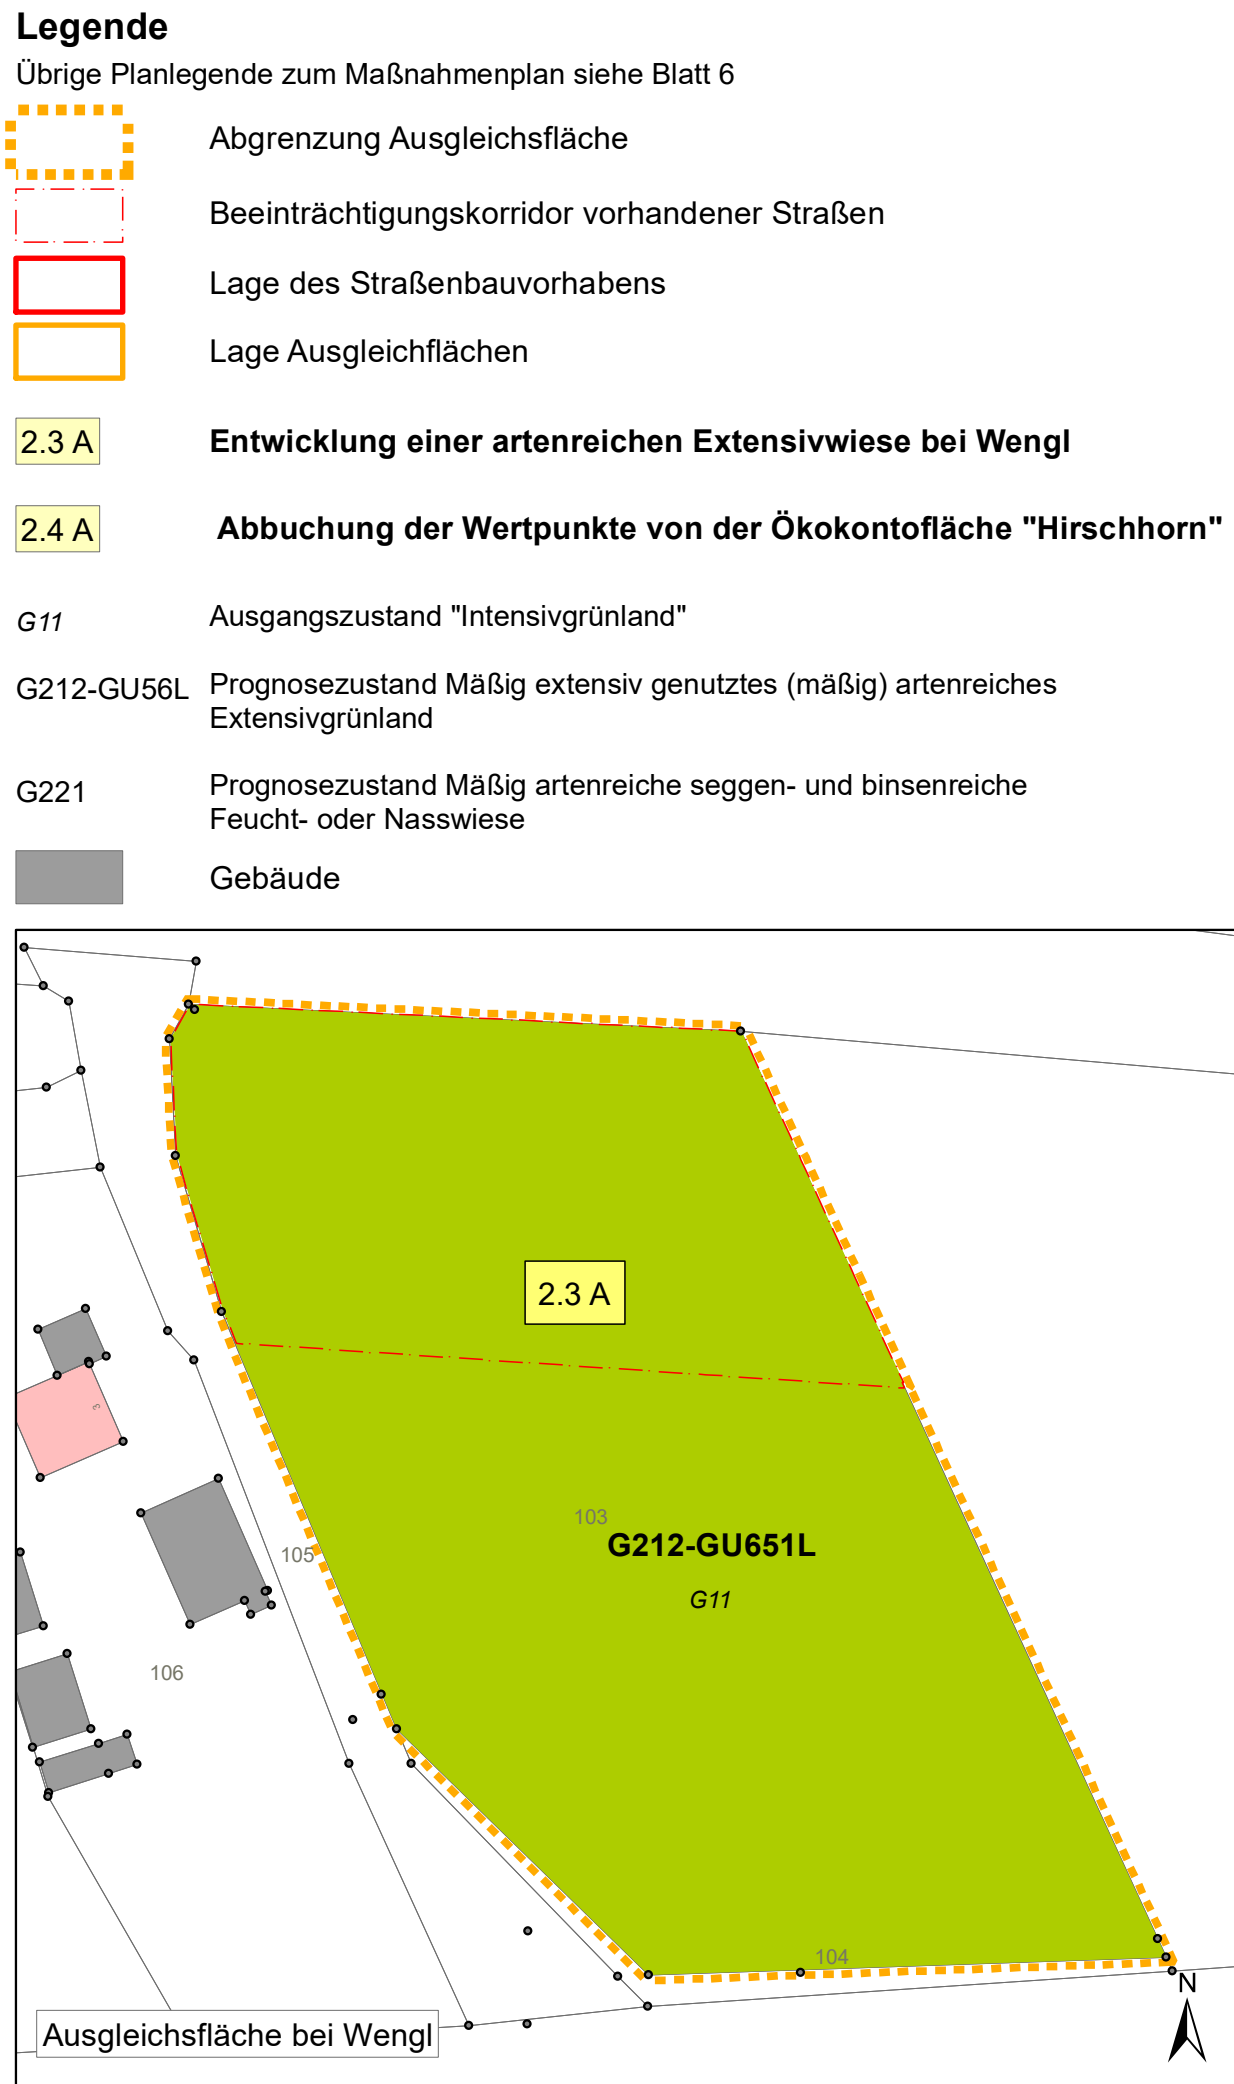 Legende
Übrige Planlegende zum Maßnahmenplan siehe Blatt 6
Abgrenzung Ausgleichsfläche
Beeinträchtigungskorridor vorhandener Straßen
Lage des Straßenbauvorhabens
Lage Ausgleichflächen
2.3 A Entwicklung einer artenreichen Extensivwiese bei Wengl
2.4 A Abbuchung der Wertpunkte von der Ökokontofläche "Hirschhorn"
G11 Ausgangszustand "Intensivgrünland"
G212-GU56L Prognosezustand Mäßig extensiv genutztes (mäßig) artenreiches
Extensivgrünland
G221 Prognosezustand Mäßig artenreiche seggen- und binsenreiche
Feucht- oder Nasswiese
Gebäude
2.3 A
3
103
G212-GU651L
105
G11
106
104
N
Ausgleichsfläche bei Wengl